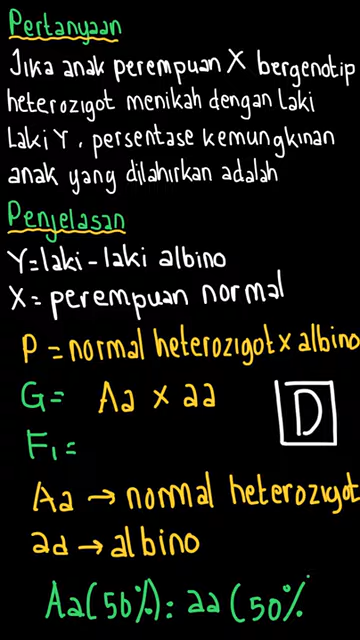 Pertanyaan
Jika anak perempuan X bergenotip
heterozigot menikah dengan Laki
Laki Y, persentase kemungkinan
anak yang dilahirkan adalah
Penjelasan
Y=laki-laki albino
X= perempuan normal
P = normal heterozigot x albino
G= Aa x aa
D
F1=
Aa → normal heterozigot
aa → albino
Aa(50%): aa (50%